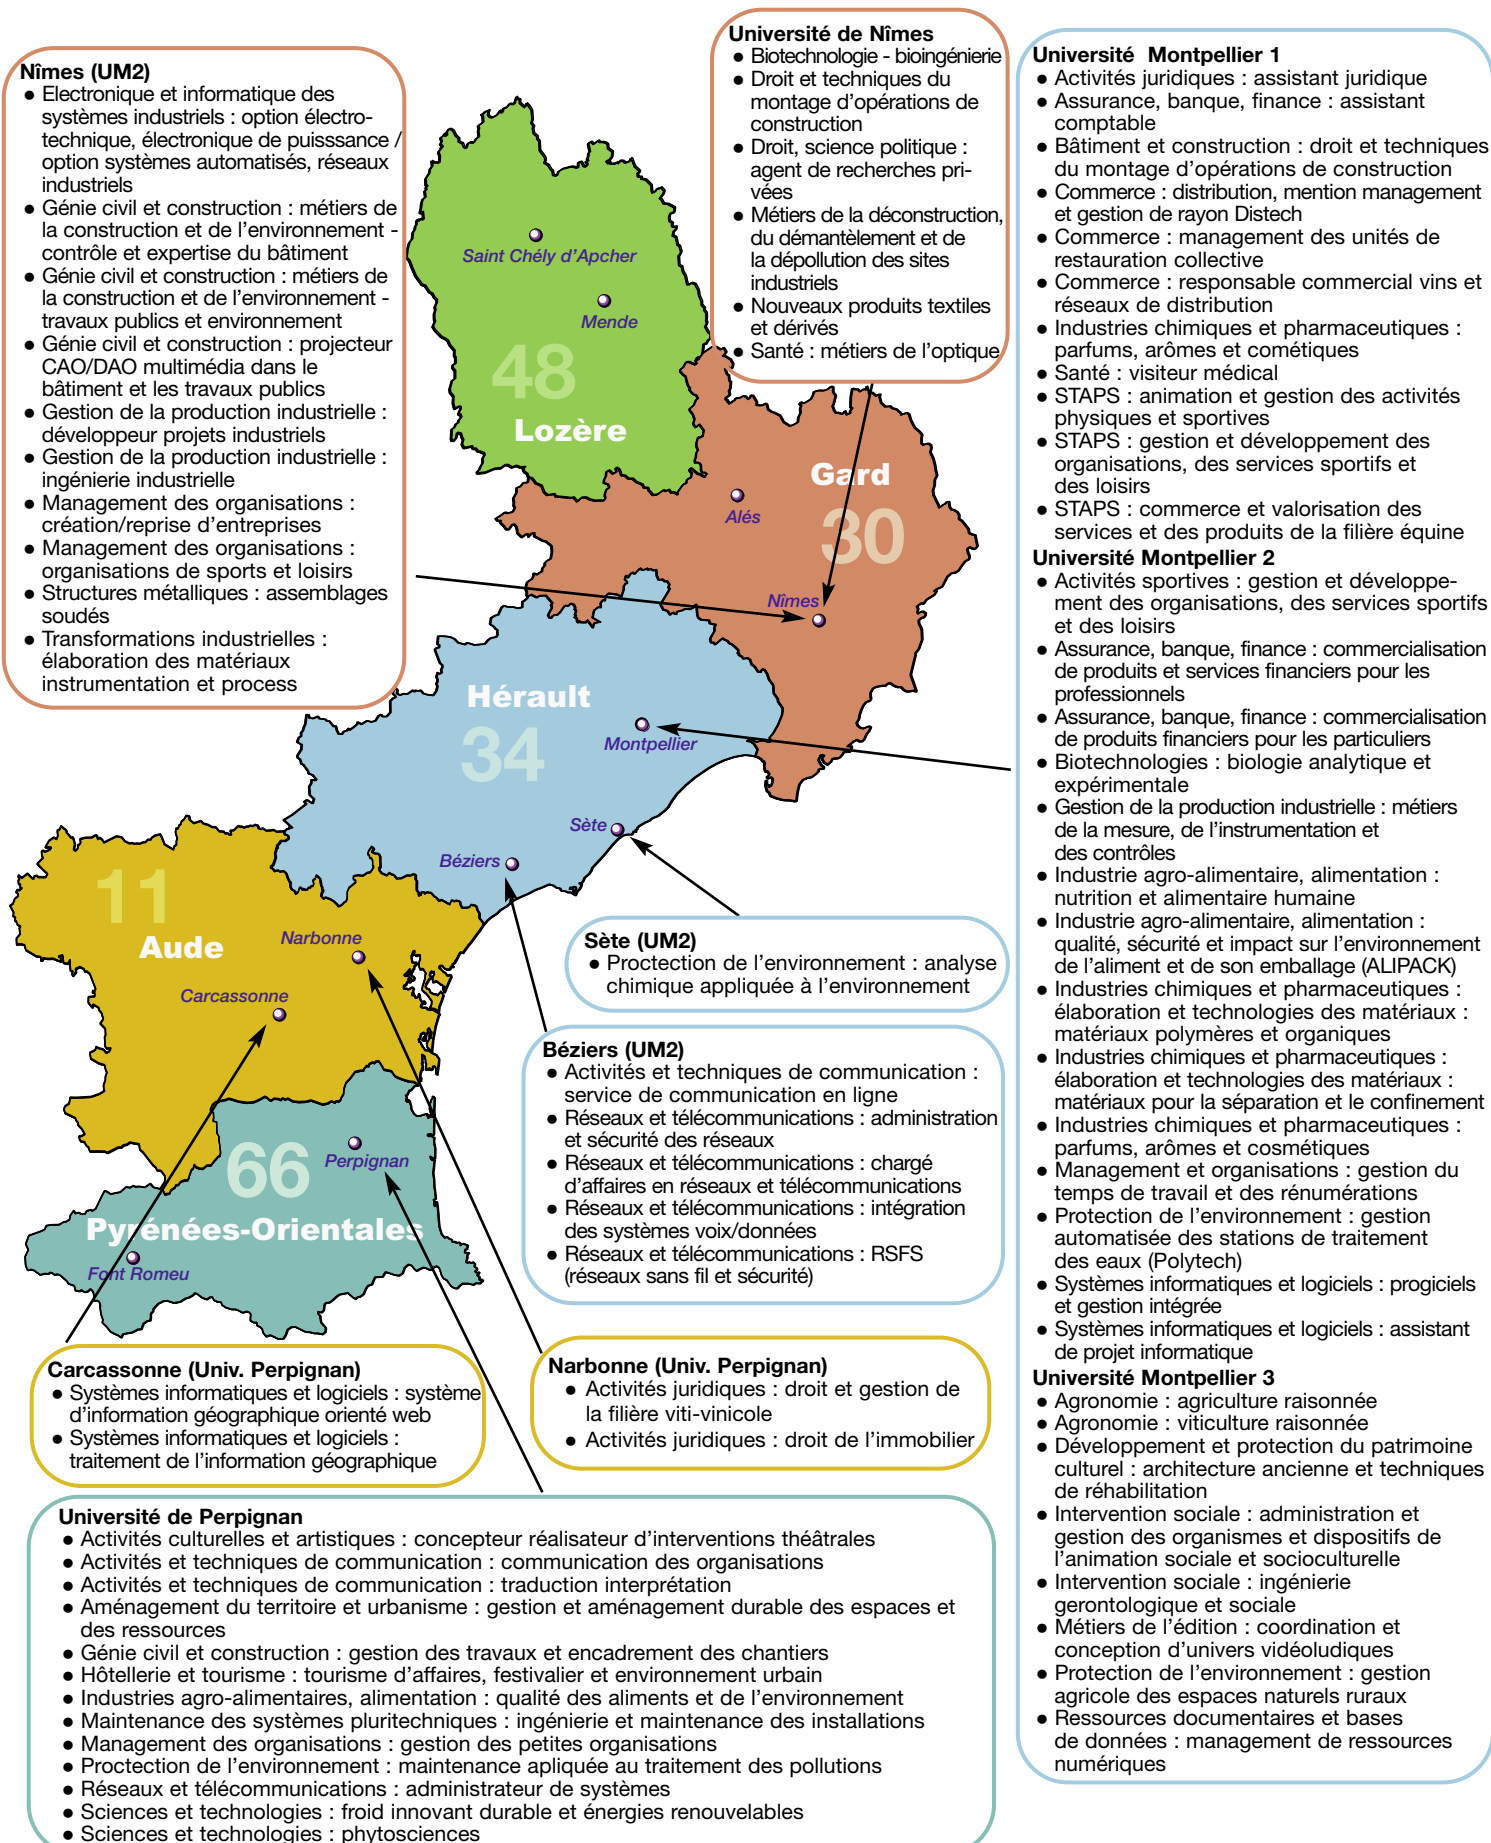 Nîmes (UM2)
● Electronique et informatique des
systèmes industriels : option électro-
technique, électronique de puisssance /
option systèmes automatisés, réseaux
industriels
● Génie civil et construction : métiers de
la construction et de l’environnement -
contrôle et expertise du bâtiment
● Génie civil et construction : métiers de
la construction et de l’environnement -
travaux publics et environnement
● Génie civil et construction : projecteur
CAO/DAO multimédia dans le
bâtiment et les travaux publics
● Gestion de la production industrielle :
développeur projets industriels
● Gestion de la production industrielle :
ingénierie industrielle
● Management des organisations :
création/reprise d’entreprises
● Management des organisations :
organisations de sports et loisirs
● Structures métalliques : assemblages
soudés
● Transformations industrielles :
élaboration des matériaux
instrumentation et process
Université de Nîmes
● Biotechnologie - bioingénierie
● Droit et techniques du
montage d’opérations de
construction
● Droit, science politique :
agent de recherches pri-
vées
● Métiers de la déconstruction,
du démantèlement et de
la dépollution des sites
industriels
● Nouveaux produits textiles
et dérivés
● Santé : métiers de l’optique
Université Montpellier 1
● Activités juridiques : assistant juridique
● Assurance, banque, finance : assistant
comptable
● Bâtiment et construction : droit et techniques
du montage d’opérations de construction
● Commerce : distribution, mention management
et gestion de rayon Distech
● Commerce : management des unités de
restauration collective
● Commerce : responsable commercial vins et
réseaux de distribution
● Industries chimiques et pharmaceutiques :
parfums, arômes et cométiques
● Santé : visiteur médical
● STAPS : animation et gestion des activités
physiques et sportives
● STAPS : gestion et développement des
organisations, des services sportifs et
des loisirs
● STAPS : commerce et valorisation des
services et des produits de la filière équine
Université Montpellier 2
● Activités sportives : gestion et développe-
ment des organisations, des services sportifs
et des loisirs
● Assurance, banque, finance : commercialisation
de produits et services financiers pour les
professionnels
● Assurance, banque, finance : commercialisation
de produits financiers pour les particuliers
● Biotechnologies : biologie analytique et
expérimentale
● Gestion de la production industrielle : métiers
de la mesure, de l’instrumentation et
des contrôles
● Industrie agro-alimentaire, alimentation :
nutrition et alimentaire humaine
● Industrie agro-alimentaire, alimentation :
qualité, sécurité et impact sur l’environnement
de l’aliment et de son emballage (ALIPACK)
● Industries chimiques et pharmaceutiques :
élaboration et technologies des matériaux :
matériaux polymères et organiques
● Industries chimiques et pharmaceutiques :
élaboration et technologies des matériaux :
matériaux pour la séparation et le confinement
● Industries chimiques et pharmaceutiques :
parfums, arômes et cosmétiques
● Management et organisations : gestion du
temps de travail et des rénumérations
● Protection de l’environnement : gestion
automatisée des stations de traitement
des eaux (Polytech)
● Systèmes informatiques et logiciels : progiciels
et gestion intégrée
● Systèmes informatiques et logiciels : assistant
de projet informatique
Université Montpellier 3
● Agronomie : agriculture raisonnée
● Agronomie : viticulture raisonnée
● Développement et protection du patrimoine
culturel : architecture ancienne et techniques
de réhabilitation
● Intervention sociale : administration et
gestion des organismes et dispositifs de
l’animation sociale et socioculturelle
● Intervention sociale : ingénierie
gerontologique et sociale
● Métiers de l’édition : coordination et
conception d’univers vidéoludiques
● Protection de l’environnement : gestion
agricole des espaces naturels ruraux
● Ressources documentaires et bases
de données : management de ressources
numériques
Saint Chély d’Apcher
Mende
48
Lozère
Gard
Alés
30
Nîmes
Hérault
34
Montpellier
Sète
Béziers
11
Aude
Narbonne
Carcassonne
66
Perpignan
Pyrénées-Orientales
Font Romeu
Sète (UM2)
● Proctection de l’environnement : analyse
chimique appliquée à l’environnement
Béziers (UM2)
● Activités et techniques de communication :
service de communication en ligne
● Réseaux et télécommunications : administration
et sécurité des réseaux
● Réseaux et télécommunications : chargé
d’affaires en réseaux et télécommunications
● Réseaux et télécommunications : intégration
des systèmes voix/données
● Réseaux et télécommunications : RSFS
(réseaux sans fil et sécurité)
Carcassonne (Univ. Perpignan)
● Systèmes informatiques et logiciels : système
d’information géographique orienté web
● Systèmes informatiques et logiciels :
traitement de l’information géographique
Narbonne (Univ. Perpignan)
● Activités juridiques : droit et gestion de
la filière viti-vinicole
● Activités juridiques : droit de l’immobilier
Université de Perpignan
● Activités culturelles et artistiques : concepteur réalisateur d’interventions théâtrales
● Activités et techniques de communication : communication des organisations
● Activités et techniques de communication : traduction interprétation
● Aménagement du territoire et urbanisme : gestion et aménagement durable des espaces et
des ressources
● Génie civil et construction : gestion des travaux et encadrement des chantiers
● Hôtellerie et tourisme : tourisme d’affaires, festivalier et environnement urbain
● Industries agro-alimentaires, alimentation : qualité des aliments et de l’environnement
● Maintenance des systèmes pluritechniques : ingénierie et maintenance des installations
● Management des organisations : gestion des petites organisations
● Proctection de l’environnement : maintenance apliquée au traitement des pollutions
● Réseaux et télécommunications : administrateur de systèmes
● Sciences et technologies : froid innovant durable et énergies renouvelables
● Sciences et technologies : phytosciences